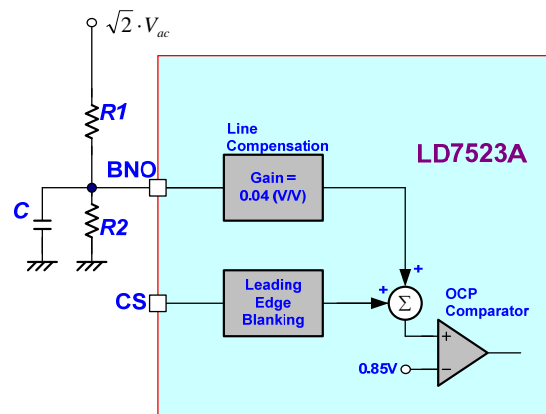 √2 · Vac
R1
Line
Compensation
LD7523A
BNO
Gain =
0.04 (V/V)
C
R2
+
CS
Leading
Edge
Blanking
+
Σ
OCP
Comparator
+
0.85V
−